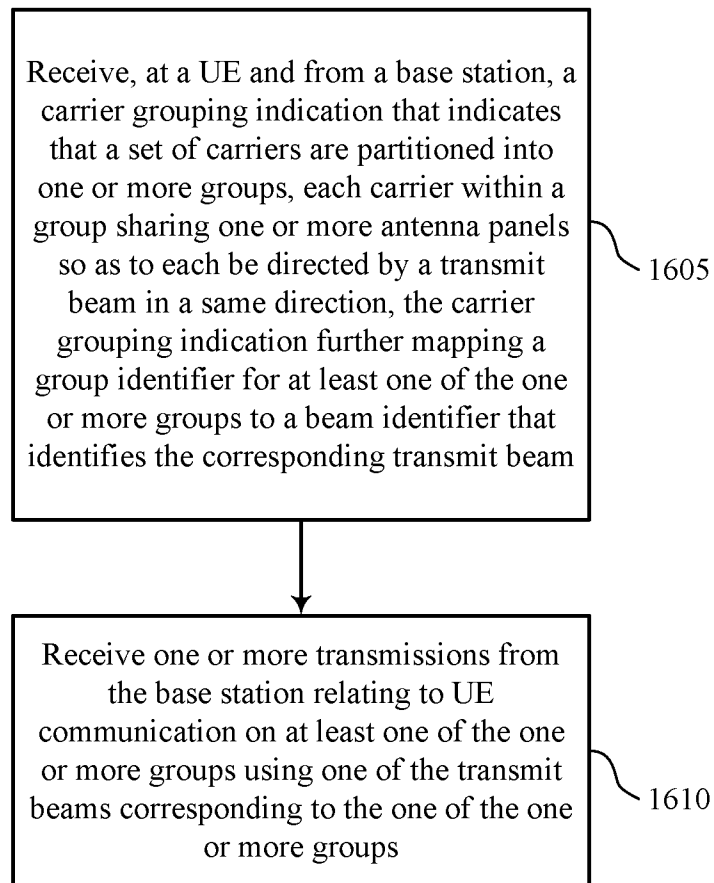 Receive, at a UE and from a base station, a
carrier grouping indication that indicates
that a set of carriers are partitioned into
one or more groups, each carrier within a
group sharing one or more antenna panels
so as to each be directed by a transmit
beam in a same direction, the carrier
grouping indication further mapping a
group identifier for at least one of the one
or more groups to a beam identifier that
identifies the corresponding transmit beam
1605
Receive one or more transmissions from
the base station relating to UE
communication on at least one of the one
or more groups using one of the transmit
beams corresponding to the one of the one
or more groups
1610